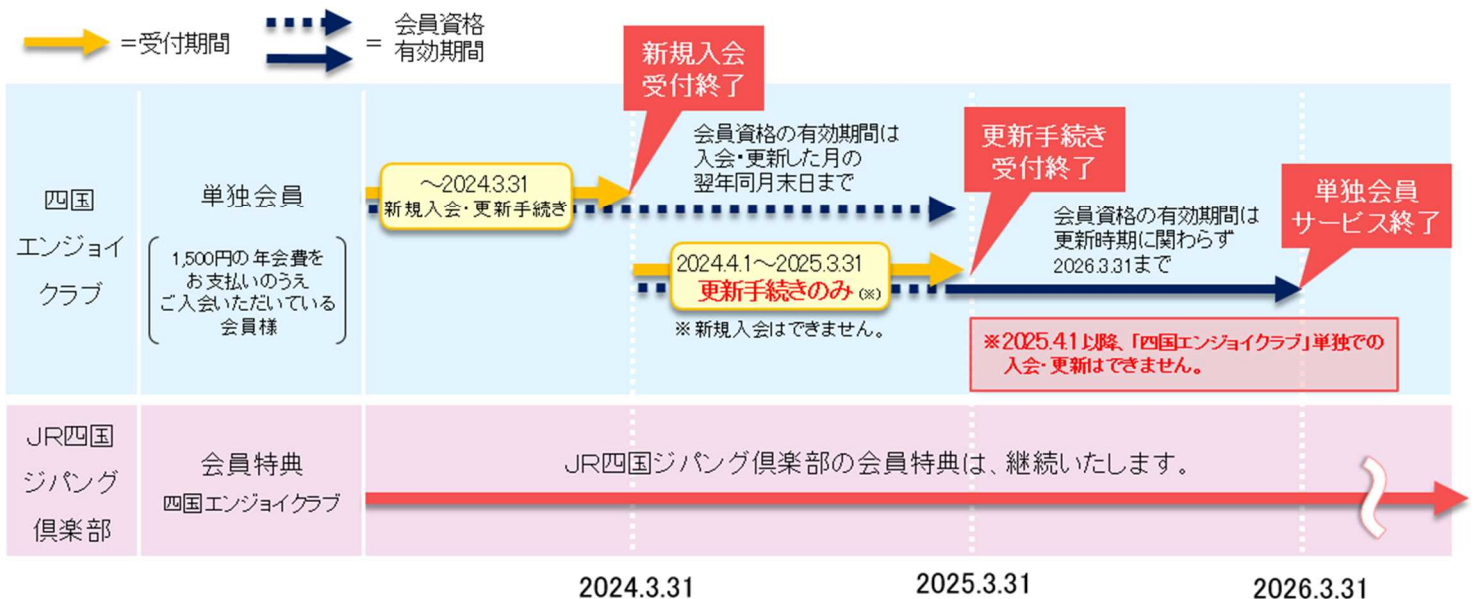 =受付期間
= 会員資格
有効期間
新規入会
受付終了
四国
エンジョイ
クラブ
単独会員
1,500円の年会費を
お支払いのうえ
ご入会いただいている
会員様
～2024.3.31
新規入会・更新手続き
会員資格の有効期間は
入会・更新した月の
翌年同月末日まで
更新手続き
受付終了
2024.4.1～2025.3.31
更新手続きのみ(※)
※新規入会はできません。
会員資格の有効期間は
更新時期に関わらず
2026.3.31まで
単独会員
サービス終了
※2025.4.1以降、「四国エンジョイクラブ」単独での
入会・更新はできません。
JR四国
ジパング
倶楽部
会員特典
四国エンジョイクラブ
JR四国ジパング倶楽部の会員特典は、継続いたします。
2024.3.31
2025.3.31
2026.3.31